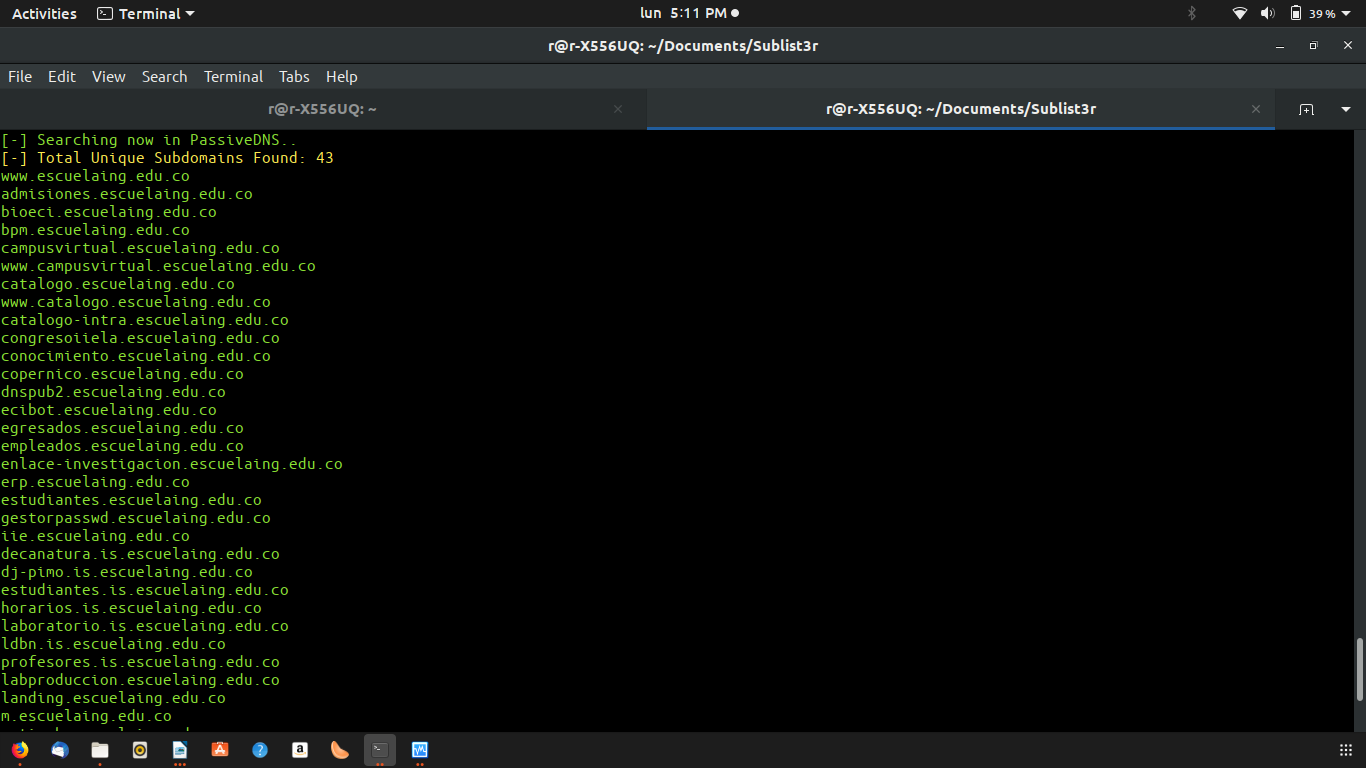 Activities Terminal lun 5:11 PM 39 %
r@r-X556UQ: ~/Documents/Sublist3r
File Edit View Search Terminal Tabs Help
r@r-X556UQ: ~ r@r-X556UQ: ~/Documents/Sublist3r
[-] Searching now in PassiveDNS..
[-] Total Unique Subdomains Found: 43
www.escuelaing.edu.co
admisiones.escuelaing.edu.co
bioeci.escuelaing.edu.co
bpm.escuelaing.edu.co
campusvirtual.escuelaing.edu.co
www.campusvirtual.escuelaing.edu.co
catalogo.escuelaing.edu.co
www.catalogo.escuelaing.edu.co
catalogo-intra.escuelaing.edu.co
congresoiiela.escuelaing.edu.co
conocimiento.escuelaing.edu.co
copernico.escuelaing.edu.co
dnspub2.escuelaing.edu.co
ecibot.escuelaing.edu.co
egresados.escuelaing.edu.co
empleados.escuelaing.edu.co
enlace-investigacion.escuelaing.edu.co
erp.escuelaing.edu.co
estudiantes.escuelaing.edu.co
gestorpasswd.escuelaing.edu.co
iie.escuelaing.edu.co
decanatura.is.escuelaing.edu.co
dj-pimo.is.escuelaing.edu.co
estudiantes.is.escuelaing.edu.co
horarios.is.escuelaing.edu.co
laboratorio.is.escuelaing.edu.co
ldbn.is.escuelaing.edu.co
profesores.is.escuelaing.edu.co
labproduccion.escuelaing.edu.co
landing.escuelaing.edu.co
m.escuelaing.edu.co